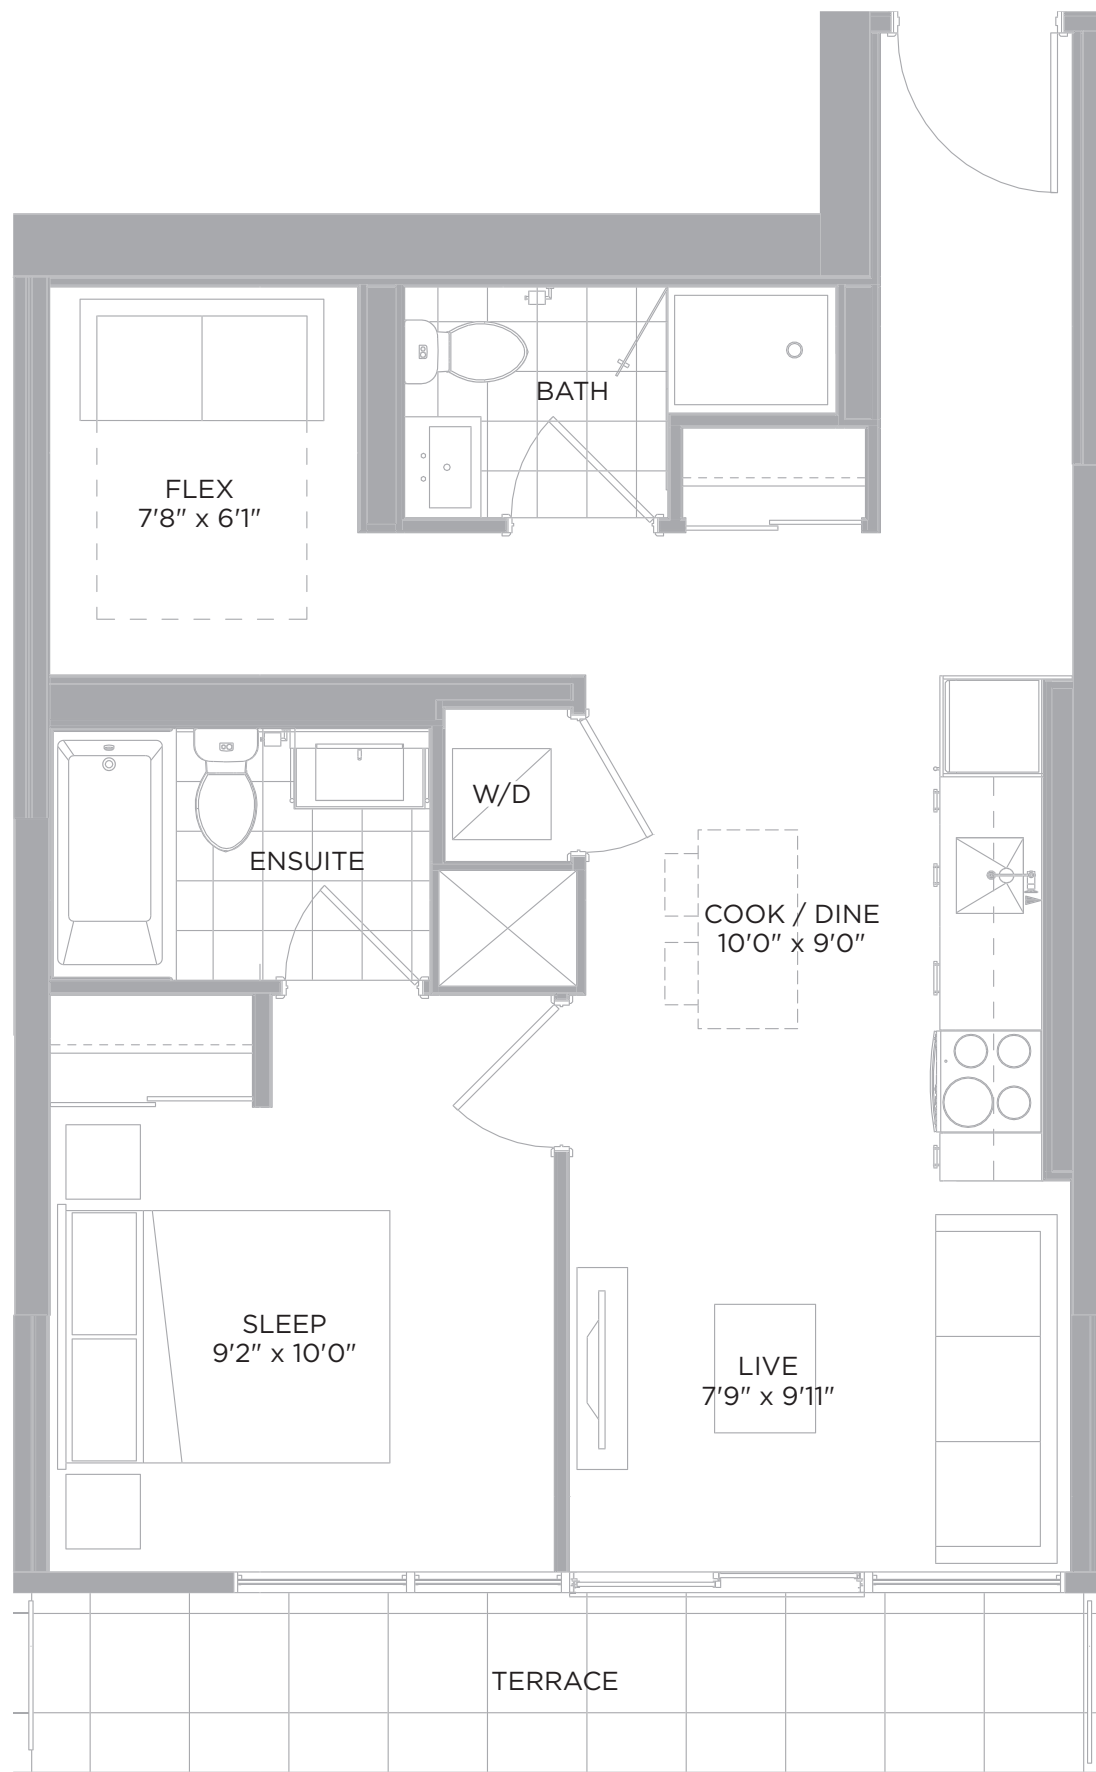 BATH
FLEX
7'8" x 6'1"
W/D
ENSUITE
COOK / DINE
10'0" x 9'0"
SLEEP
9'2" x 10'0"
LIVE
7'9" x 9'11"
TERRACE